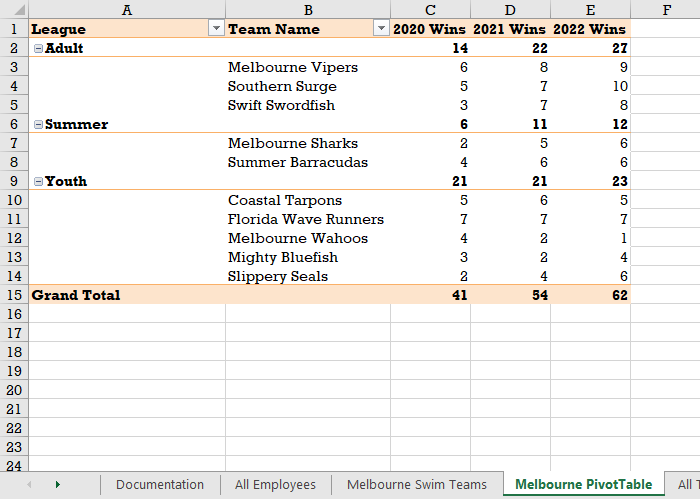 A B C D E F
1 League Team Name 2020 Wins 2021 Wins 2022 Wins
2 Adult 14 22 27
3 Melbourne Vipers 6 8 9
4 Southern Surge 5 7 10
5 Swift Swordfish 3 7 8
6 Summer 6 11 12
7 Melbourne Sharks 2 5 6
8 Summer Barracudas 4 6 6
9 Youth 21 21 23
10 Coastal Tarpons 5 6 5
11 Florida Wave Runners 7 7 7
12 Melbourne Wahoos 4 2 1
13 Mighty Bluefish 3 2 4
14 Slippery Seals 2 4 6
15 Grand Total 41 54 62
16
17
18
19
20
21
22
23
24
Documentation All Employees Melbourne Swim Teams Melbourne PivotTable All